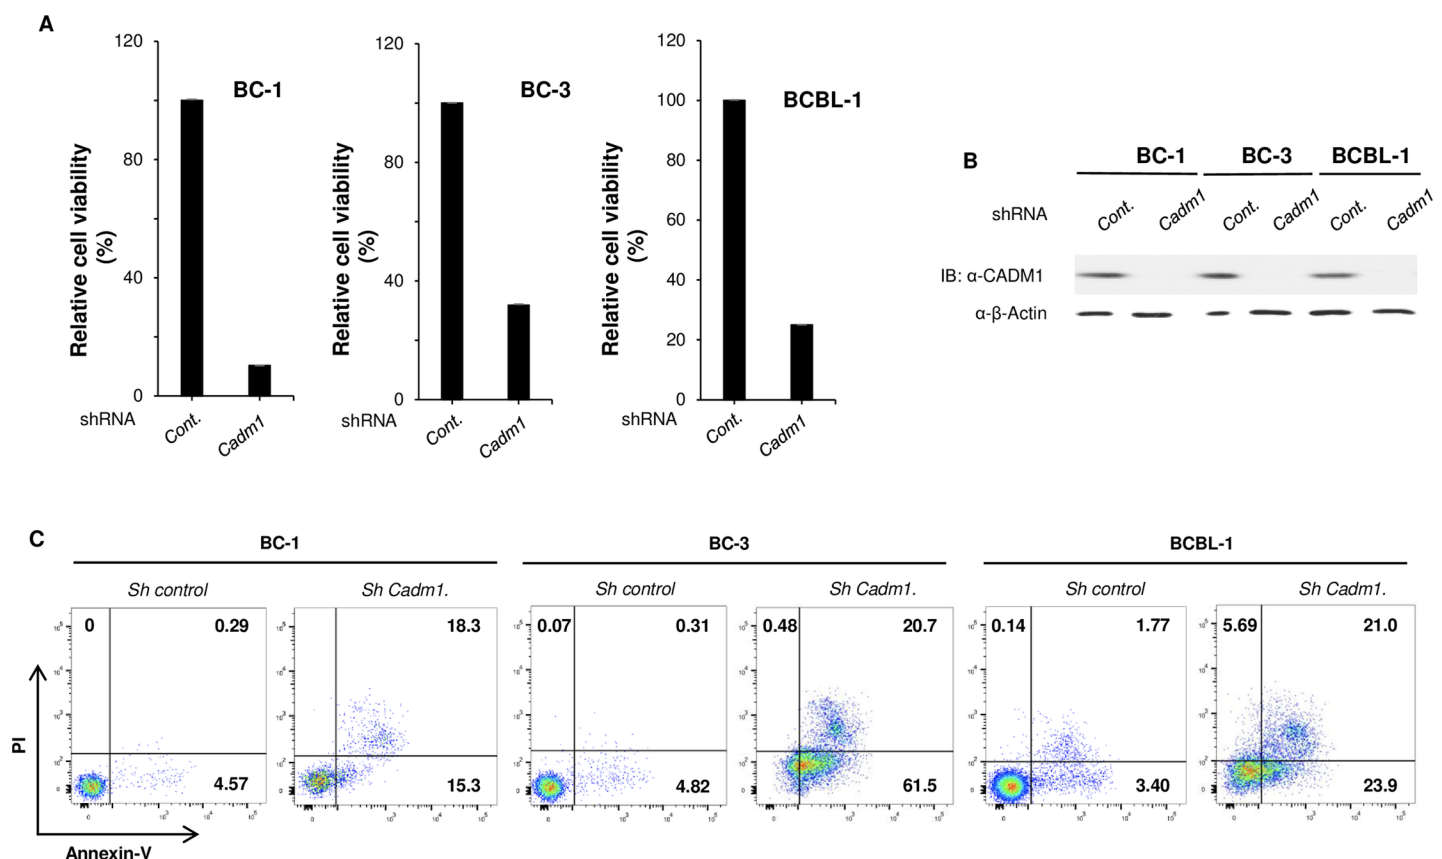 A
120
80
40
0
Relative cell viability
(%)
BC-1
shRNA
Cont.
Cadm1
120
80
40
0
Relative cell viability
(%)
BC-3
shRNA
Cont.
Cadm1
120
100
80
60
40
20
0
Relative cell viability
(%)
BCBL-1
shRNA
Cont.
Cadm1
B
BC-1 BC-3 BCBL-1
shRNA Cont. Cadm1 Cont. Cadm1 Cont. Cadm1
IB: α-CADM1
α-β-Actin
C
BC-1 BC-3 BCBL-1
Sh control Sh Cadm1. Sh control Sh Cadm1. Sh control Sh Cadm1.
0 0.29 18.3 0.07 0.31 0.48 20.7 0.14 1.77 5.69 21.0
4.57 15.3 4.82 61.5 3.40 23.9
PI
Annexin-V